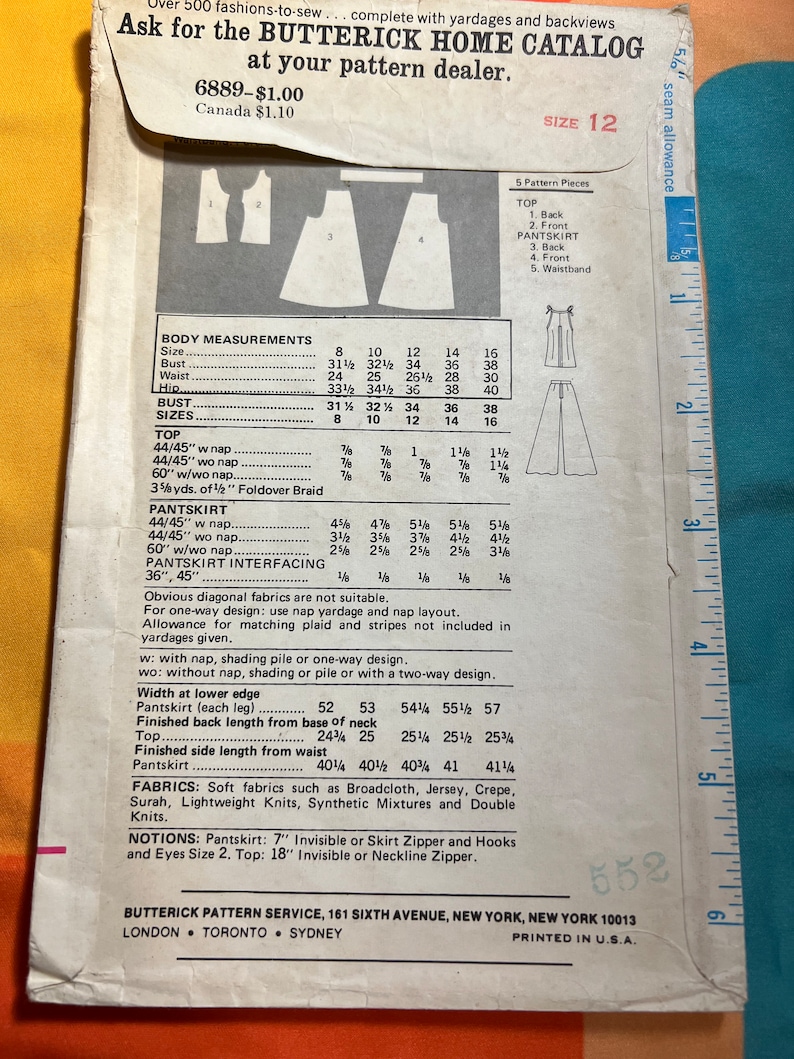 Over 500 fashions-to-sew . . . complete with yardages and backviews
Ask for the BUTTERICK HOME CATALOG
at your pattern dealer.
6889-$1.00
Canada $1.10
SIZE 12
5/8" seam allowance
5/8
1
2
3
4
5
6
1
2
3
4
5 Pattern Pieces
TOP
1. Back
2. Front
PANTSKIRT
3. Back
4. Front
5. Waistband
BODY MEASUREMENTS
Size.................................... 8 10 12 14 16
Bust.................................... 31½ 32½ 34 36 38
Waist................................... 24 25 26½ 28 30
Hip..................................... 33½ 34½ 36 38 40
BUST.................................... 31 ½ 32 ½ 34 36 38
SIZES................................... 8 10 12 14 16
TOP
44/45" w nap ...................... ⅞ ⅞ 1 1⅛ 1½
44/45" wo nap .................... ⅞ ⅞ ⅞ ⅞ 1¼
60" w/wo nap...................... ⅞ ⅞ ⅞ ⅞ ⅞
3⅝yds. of ½" Foldover Braid
PANTSKIRT
44/45" w nap...................... 4⅝ 4⅞ 5⅛ 5⅛ 5⅛
44/45" wo nap.................... 3½ 3⅝ 3⅞ 4½ 4½
60" w/wo nap..................... 2⅝ 2⅝ 2⅝ 2⅝ 3⅛
PANTSKIRT INTERFACING
36", 45" .............................. ⅛ ⅛ ⅛ ⅛ ⅛
Obvious diagonal fabrics are not suitable.
For one-way design: use nap yardage and nap layout.
Allowance for matching plaid and stripes not included in
yardages given.
w: with nap, shading pile or one-way design.
wo: without nap, shading or pile or with a two-way design.
Width at lower edge
Pantskirt (each leg) ............ 52 53 54¼ 55½ 57
Finished back length from base of neck
Top...................................... 24¾ 25 25¼ 25½ 25¾
Finished side length from waist
Pantskirt ............................. 40¼ 40½ 40¾ 41 41¼
FABRICS: Soft fabrics such as Broadcloth, Jersey, Crepe,
Surah, Lightweight Knits, Synthetic Mixtures and Double
Knits.
NOTIONS: Pantskirt: 7" Invisible or Skirt Zipper and Hooks
and Eyes Size 2. Top: 18" Invisible or Neckline Zipper.
552
BUTTERICK PATTERN SERVICE, 161 SIXTH AVENUE, NEW YORK, NEW YORK 10013
LONDON • TORONTO • SYDNEY
PRINTED IN U.S.A.